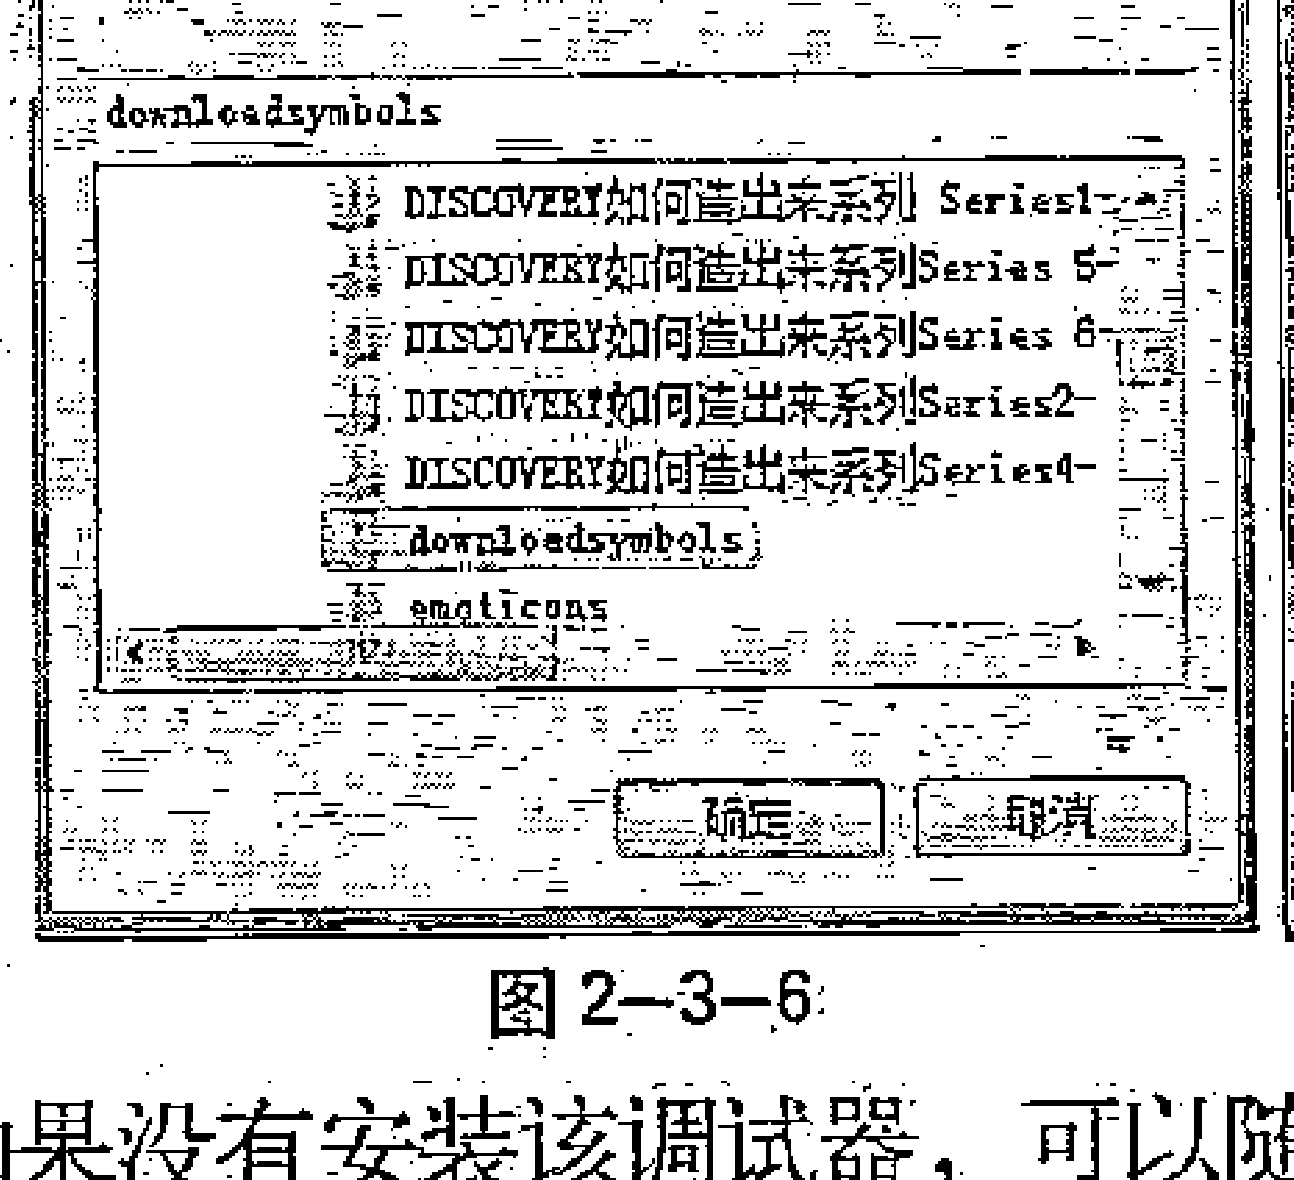 downloadsymbols
DISCOVERY如何造出来系列 Series1-
DISCOVERY如何造出来系列Series 5-
DISCOVERY如何造出来系列Series 6-
DISCOVERY如何造出来系列Series2-
DISCOVERY如何造出来系列Series4-
downloadsymbols
emoticons
确定 取消
图 2-3-6
如果没有安装该调试器，可以随